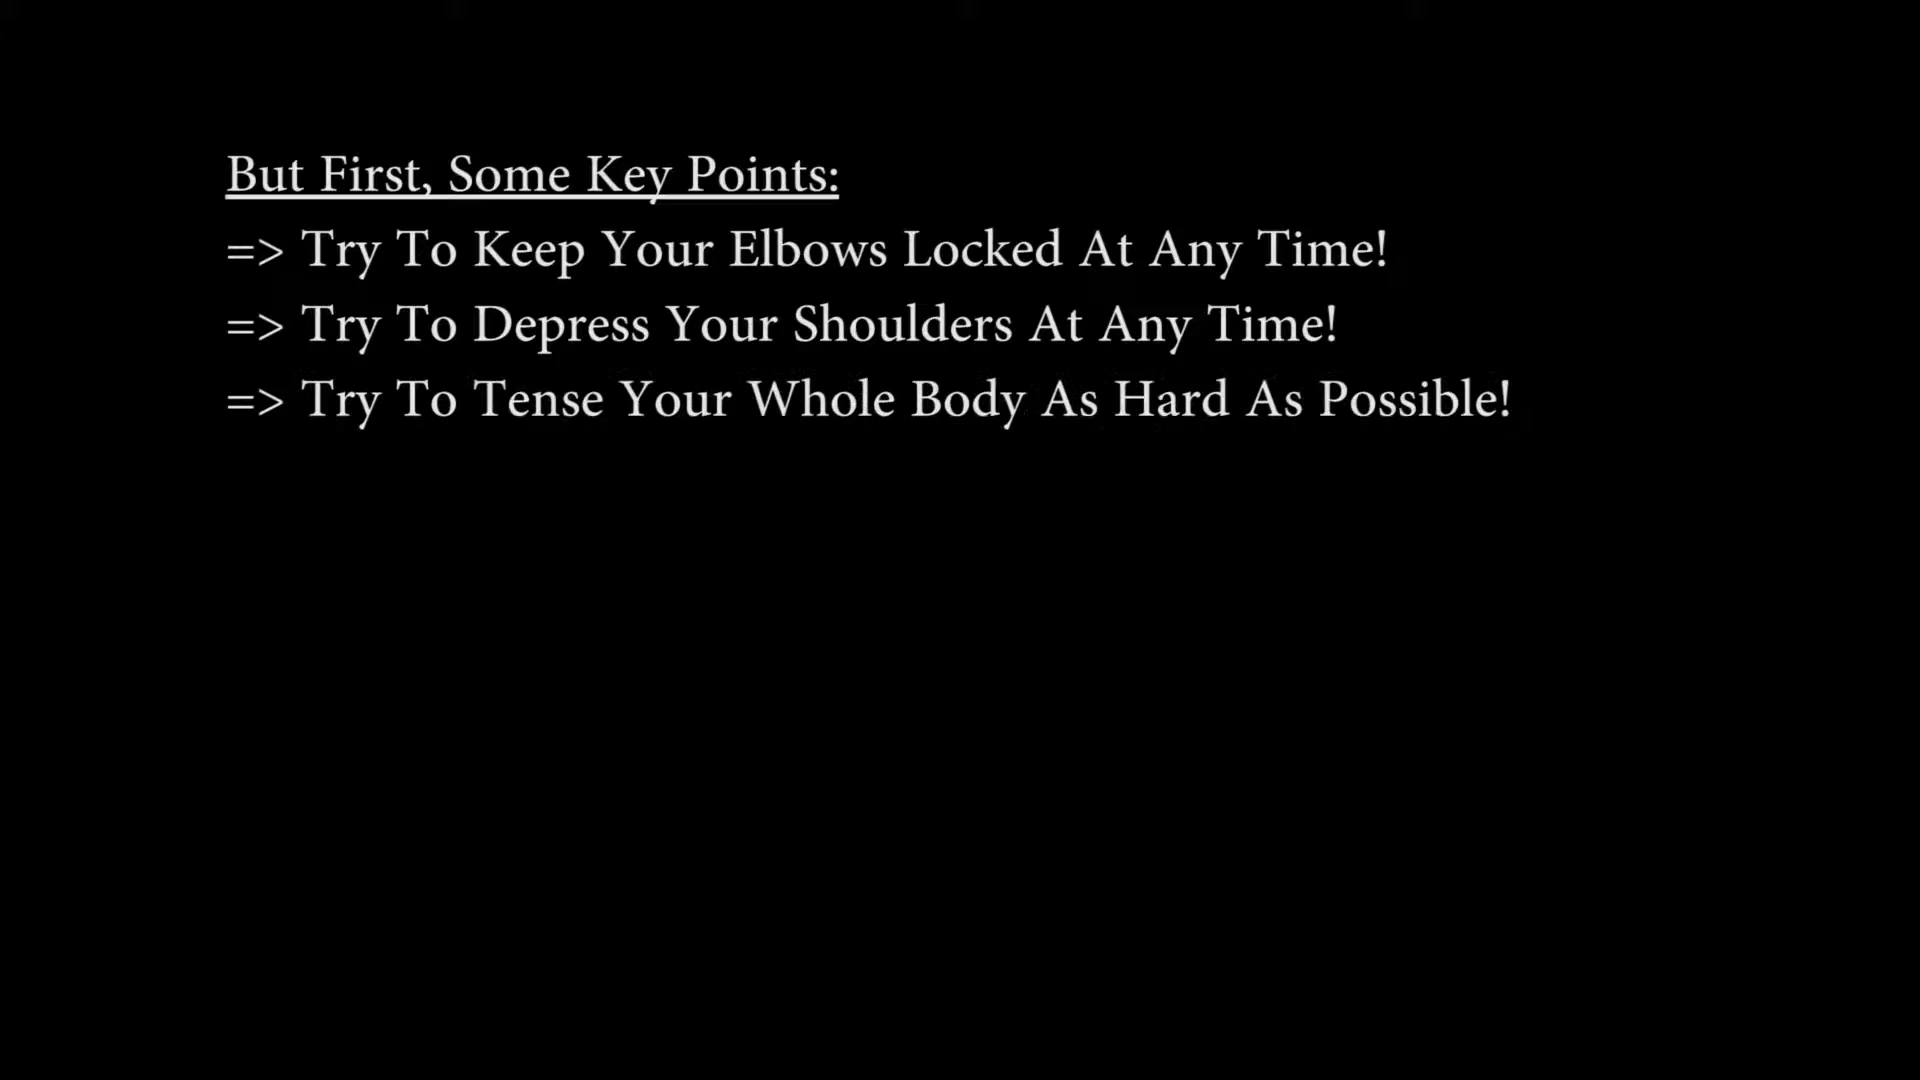 But First, Some Key Points:
=> Try To Keep Your Elbows Locked At Any Time!
=> Try To Depress Your Shoulders At Any Time!
=> Try To Tense Your Whole Body As Hard As Possible!